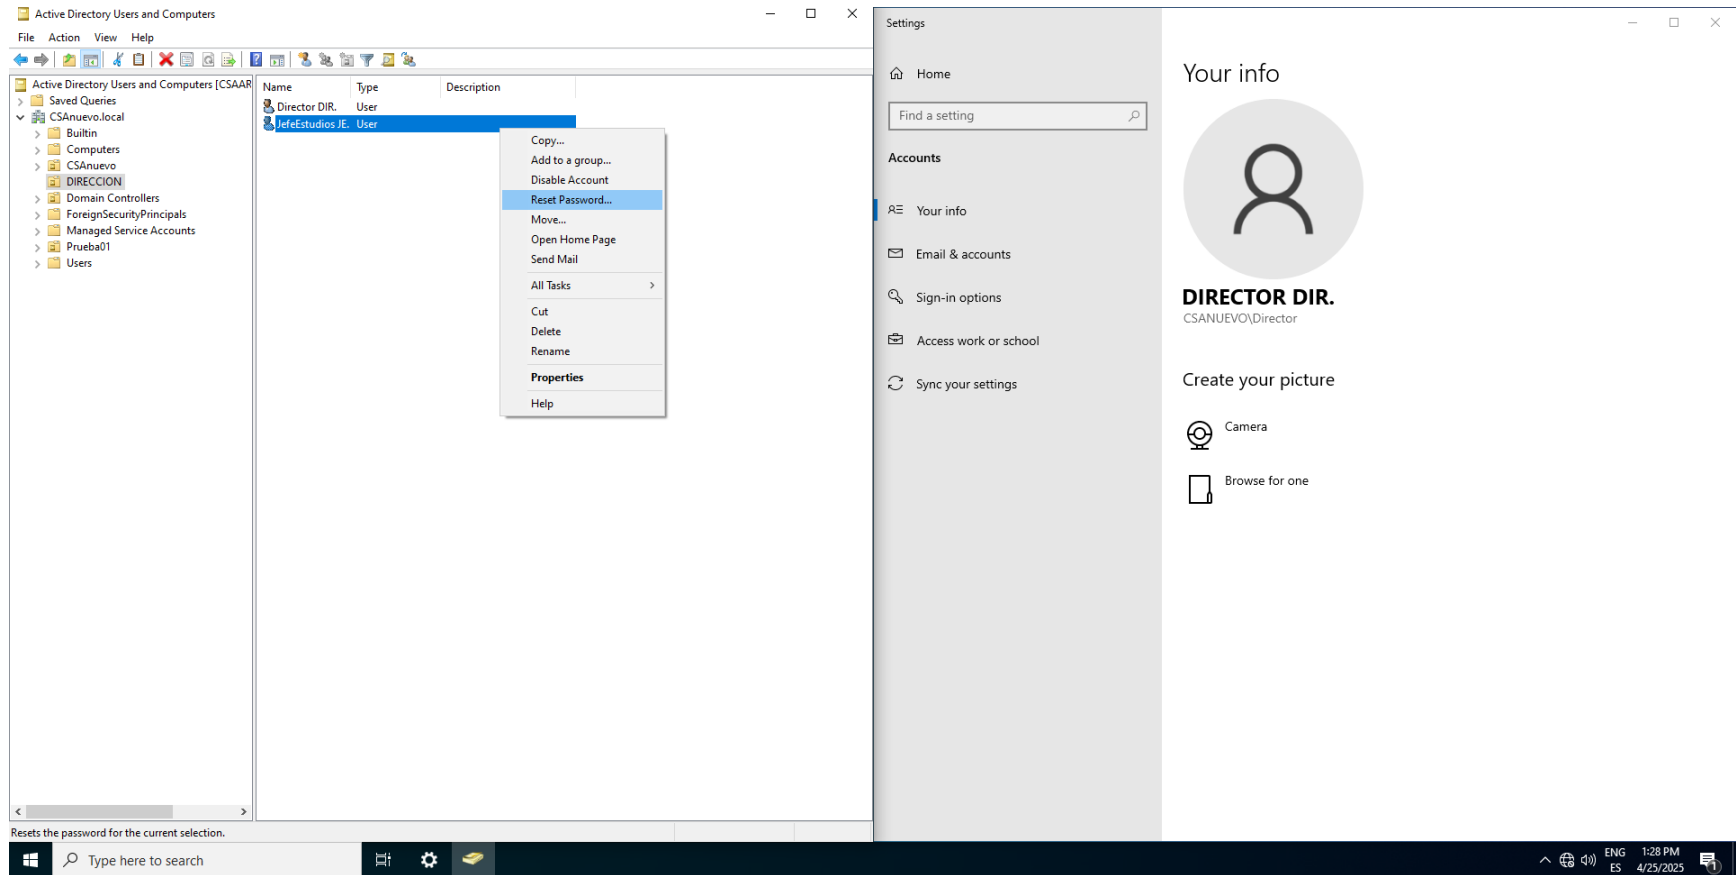 Active Directory Users and Computers
File Action View Help
Active Directory Users and Computers [CSAAR
Saved Queries
CSAnuevo.local
Builtin
Computers
CSAnuevo
DIRECCION
Domain Controllers
ForeignSecurityPrincipals
Managed Service Accounts
Prueba01
Users
Name Type Description
Director DIR. User
JefeEstudios JE. User
Copy...
Add to a group...
Disable Account
Reset Password...
Move...
Open Home Page
Send Mail
All Tasks
Cut
Delete
Rename
Properties
Help
Resets the password for the current selection.
Settings
Home
Find a setting
Accounts
Your info
Email & accounts
Sign-in options
Access work or school
Sync your settings
Your info
DIRECTOR DIR.
CSANUEVO\Director
Create your picture
Camera
Browse for one
Type here to search
ENG
ES
1:28 PM
4/25/2025
1